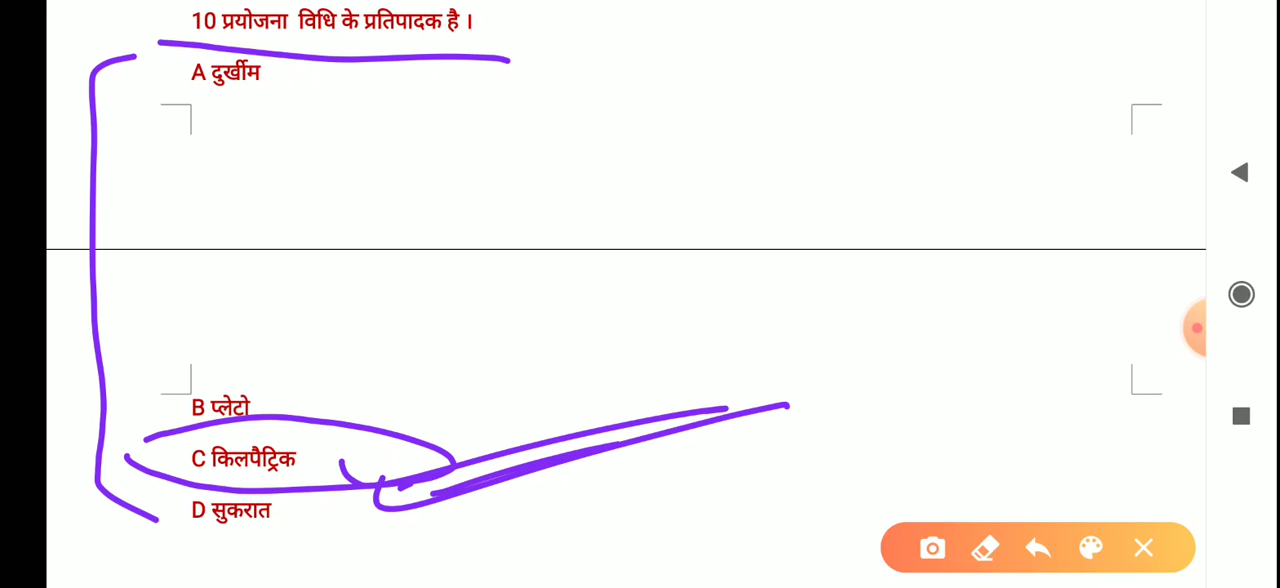 10 प्रयोजना विधि के प्रतिपादक है ।
A दुर्खीम
B प्लेटो
C किलपैट्रिक
D सुकरात